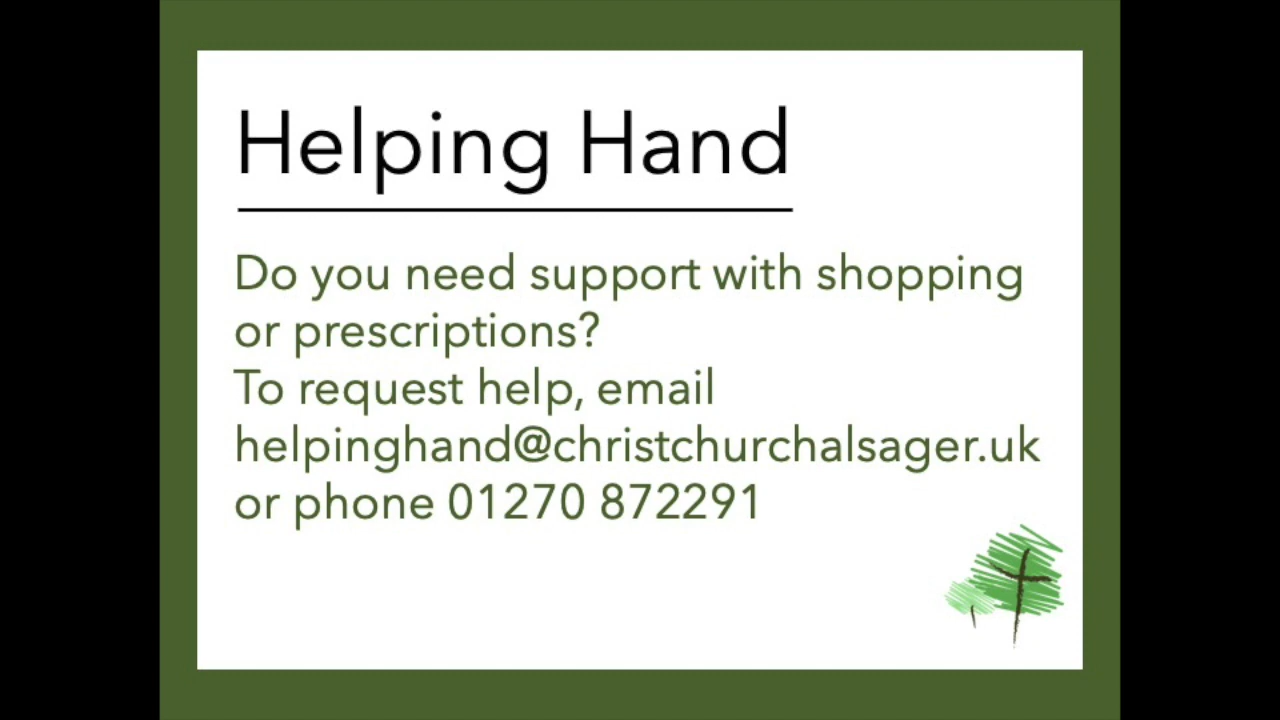 Helping Hand
Do you need support with shopping
or prescriptions?
To request help, email
helpinghand@christchurchalsager.uk
or phone 01270 872291